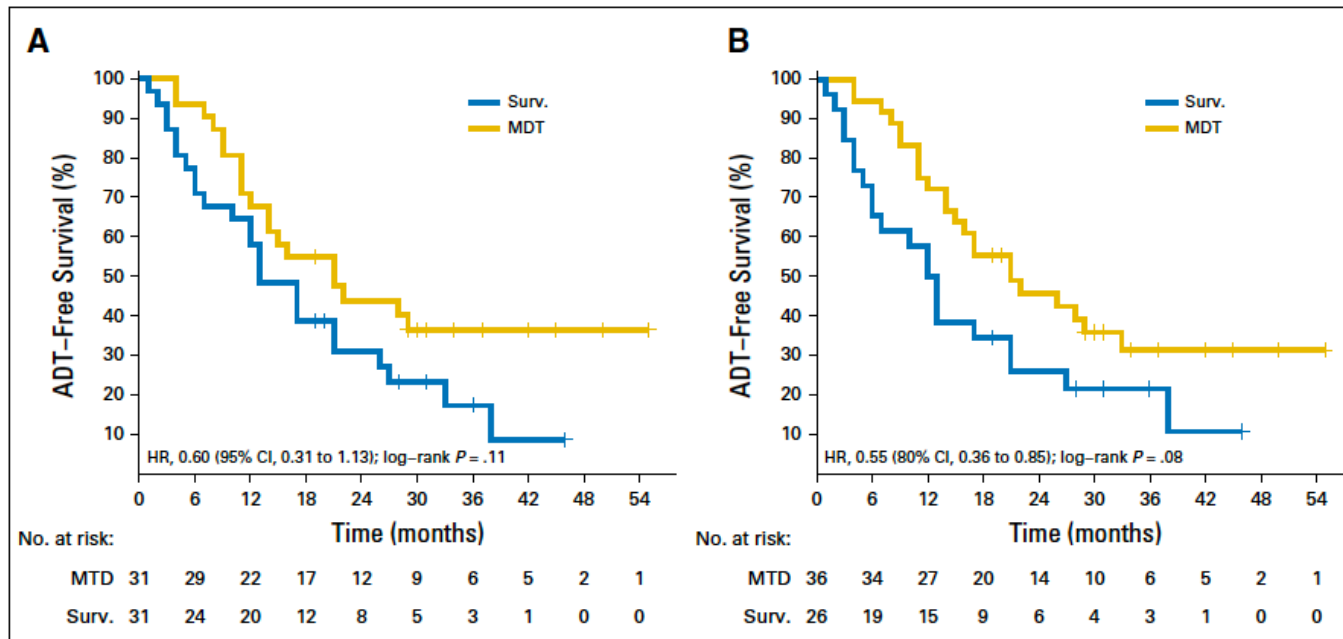 A
ADT–Free Survival (%)
100
90
80
70
60
50
40
30
20
10
Surv.
MDT
HR, 0.60 (95% CI, 0.31 to 1.13); log–rank P = .11
0 6 12 18 24 30 36 42 48 54
Time (months)
No. at risk:
MTD 31 29 22 17 12 9 6 5 2 1
Surv. 31 24 20 12 8 5 3 1 0 0
B
ADT–Free Survival (%)
100
90
80
70
60
50
40
30
20
10
Surv.
MDT
HR, 0.55 (80% CI, 0.36 to 0.85); log–rank P = .08
0 6 12 18 24 30 36 42 48 54
Time (months)
No. at risk:
MTD 36 34 27 20 14 10 6 5 2 1
Surv. 26 19 15 9 6 4 3 1 0 0